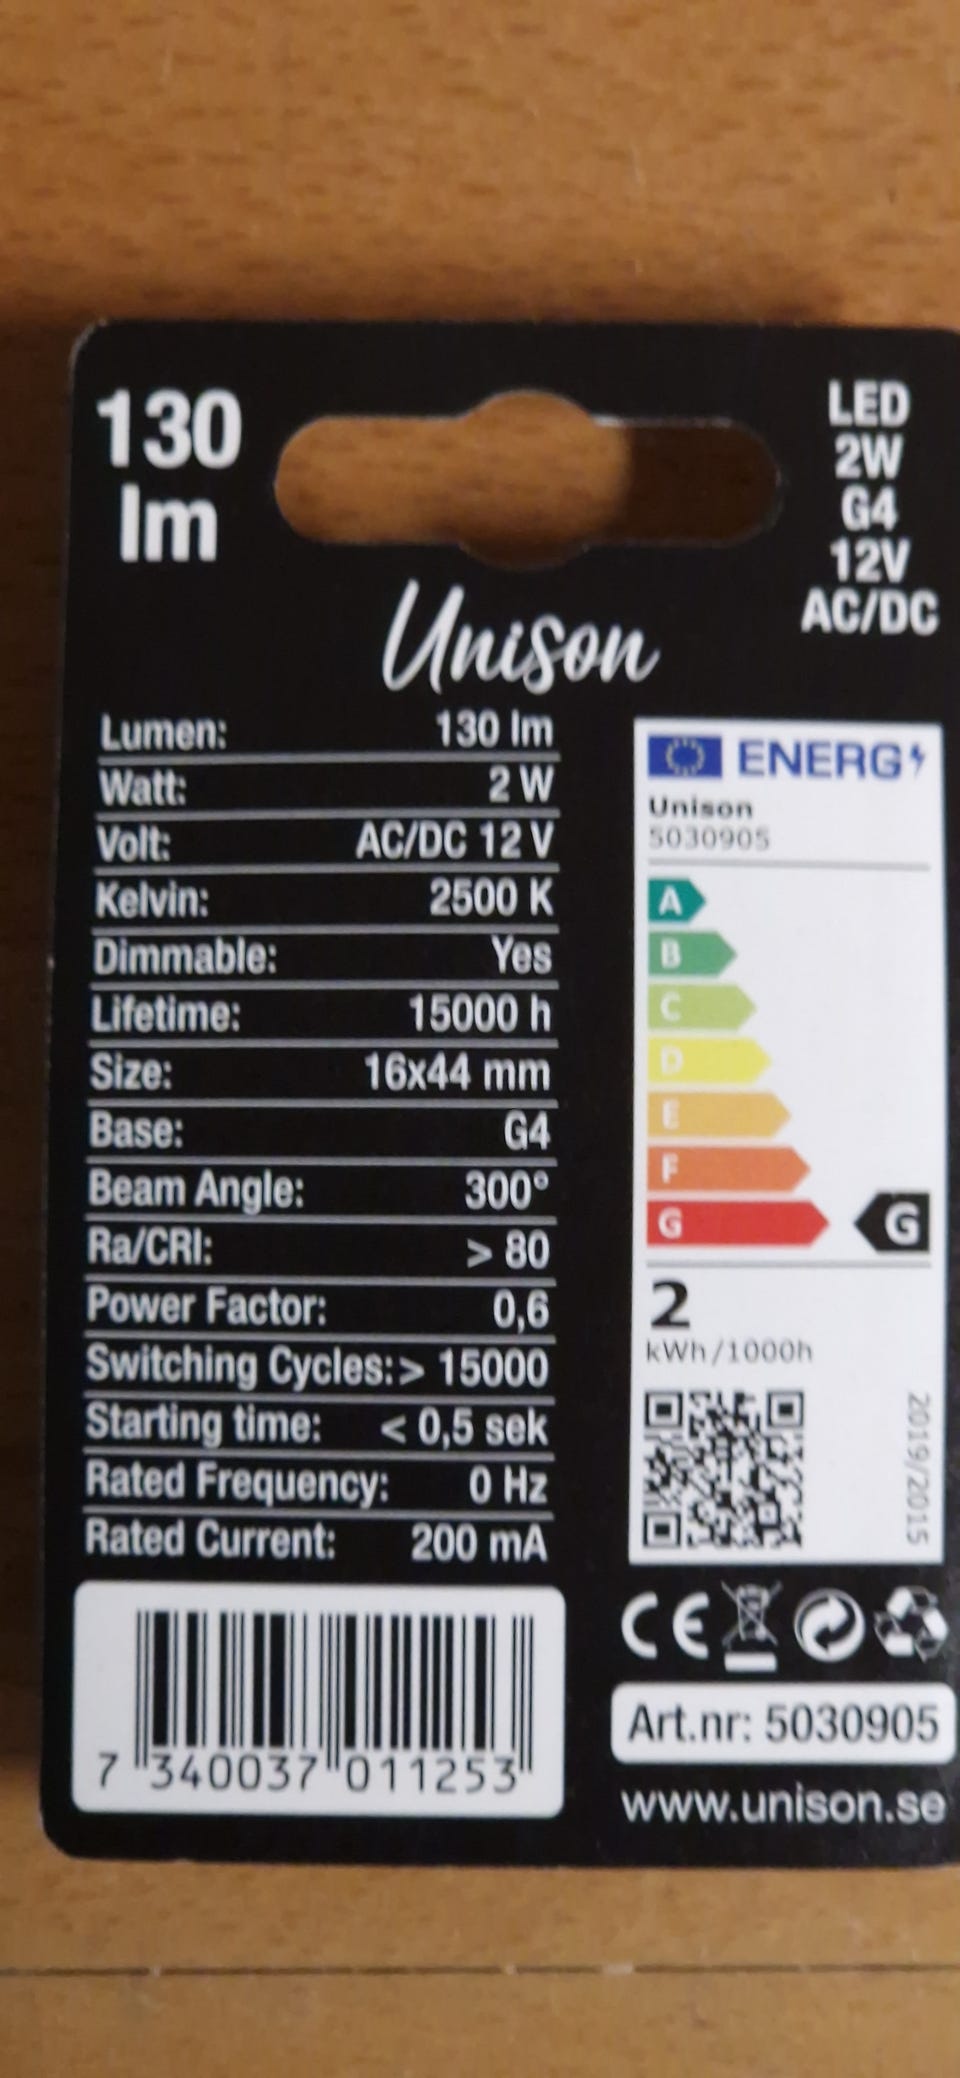 130
lm
LED
2W
G4
12V
AC/DC
Unison
Lumen: 130 lm
Watt: 2 W
Volt: AC/DC 12 V
Kelvin: 2500 K
Dimmable: Yes
Lifetime: 15000 h
Size: 16x44 mm
Base: G4
Beam Angle: 300°
Ra/CRI: > 80
Power Factor: 0,6
Switching Cycles: > 15000
Starting time: < 0,5 sek
Rated Frequency: 0 Hz
Rated Current: 200 mA
7 340037 011253
ENERG
Unison
5030905
A
B
C
D
E
F
G
G
2
kWh/1000h
2019/2015
CE
Art.nr: 5030905
www.unison.se